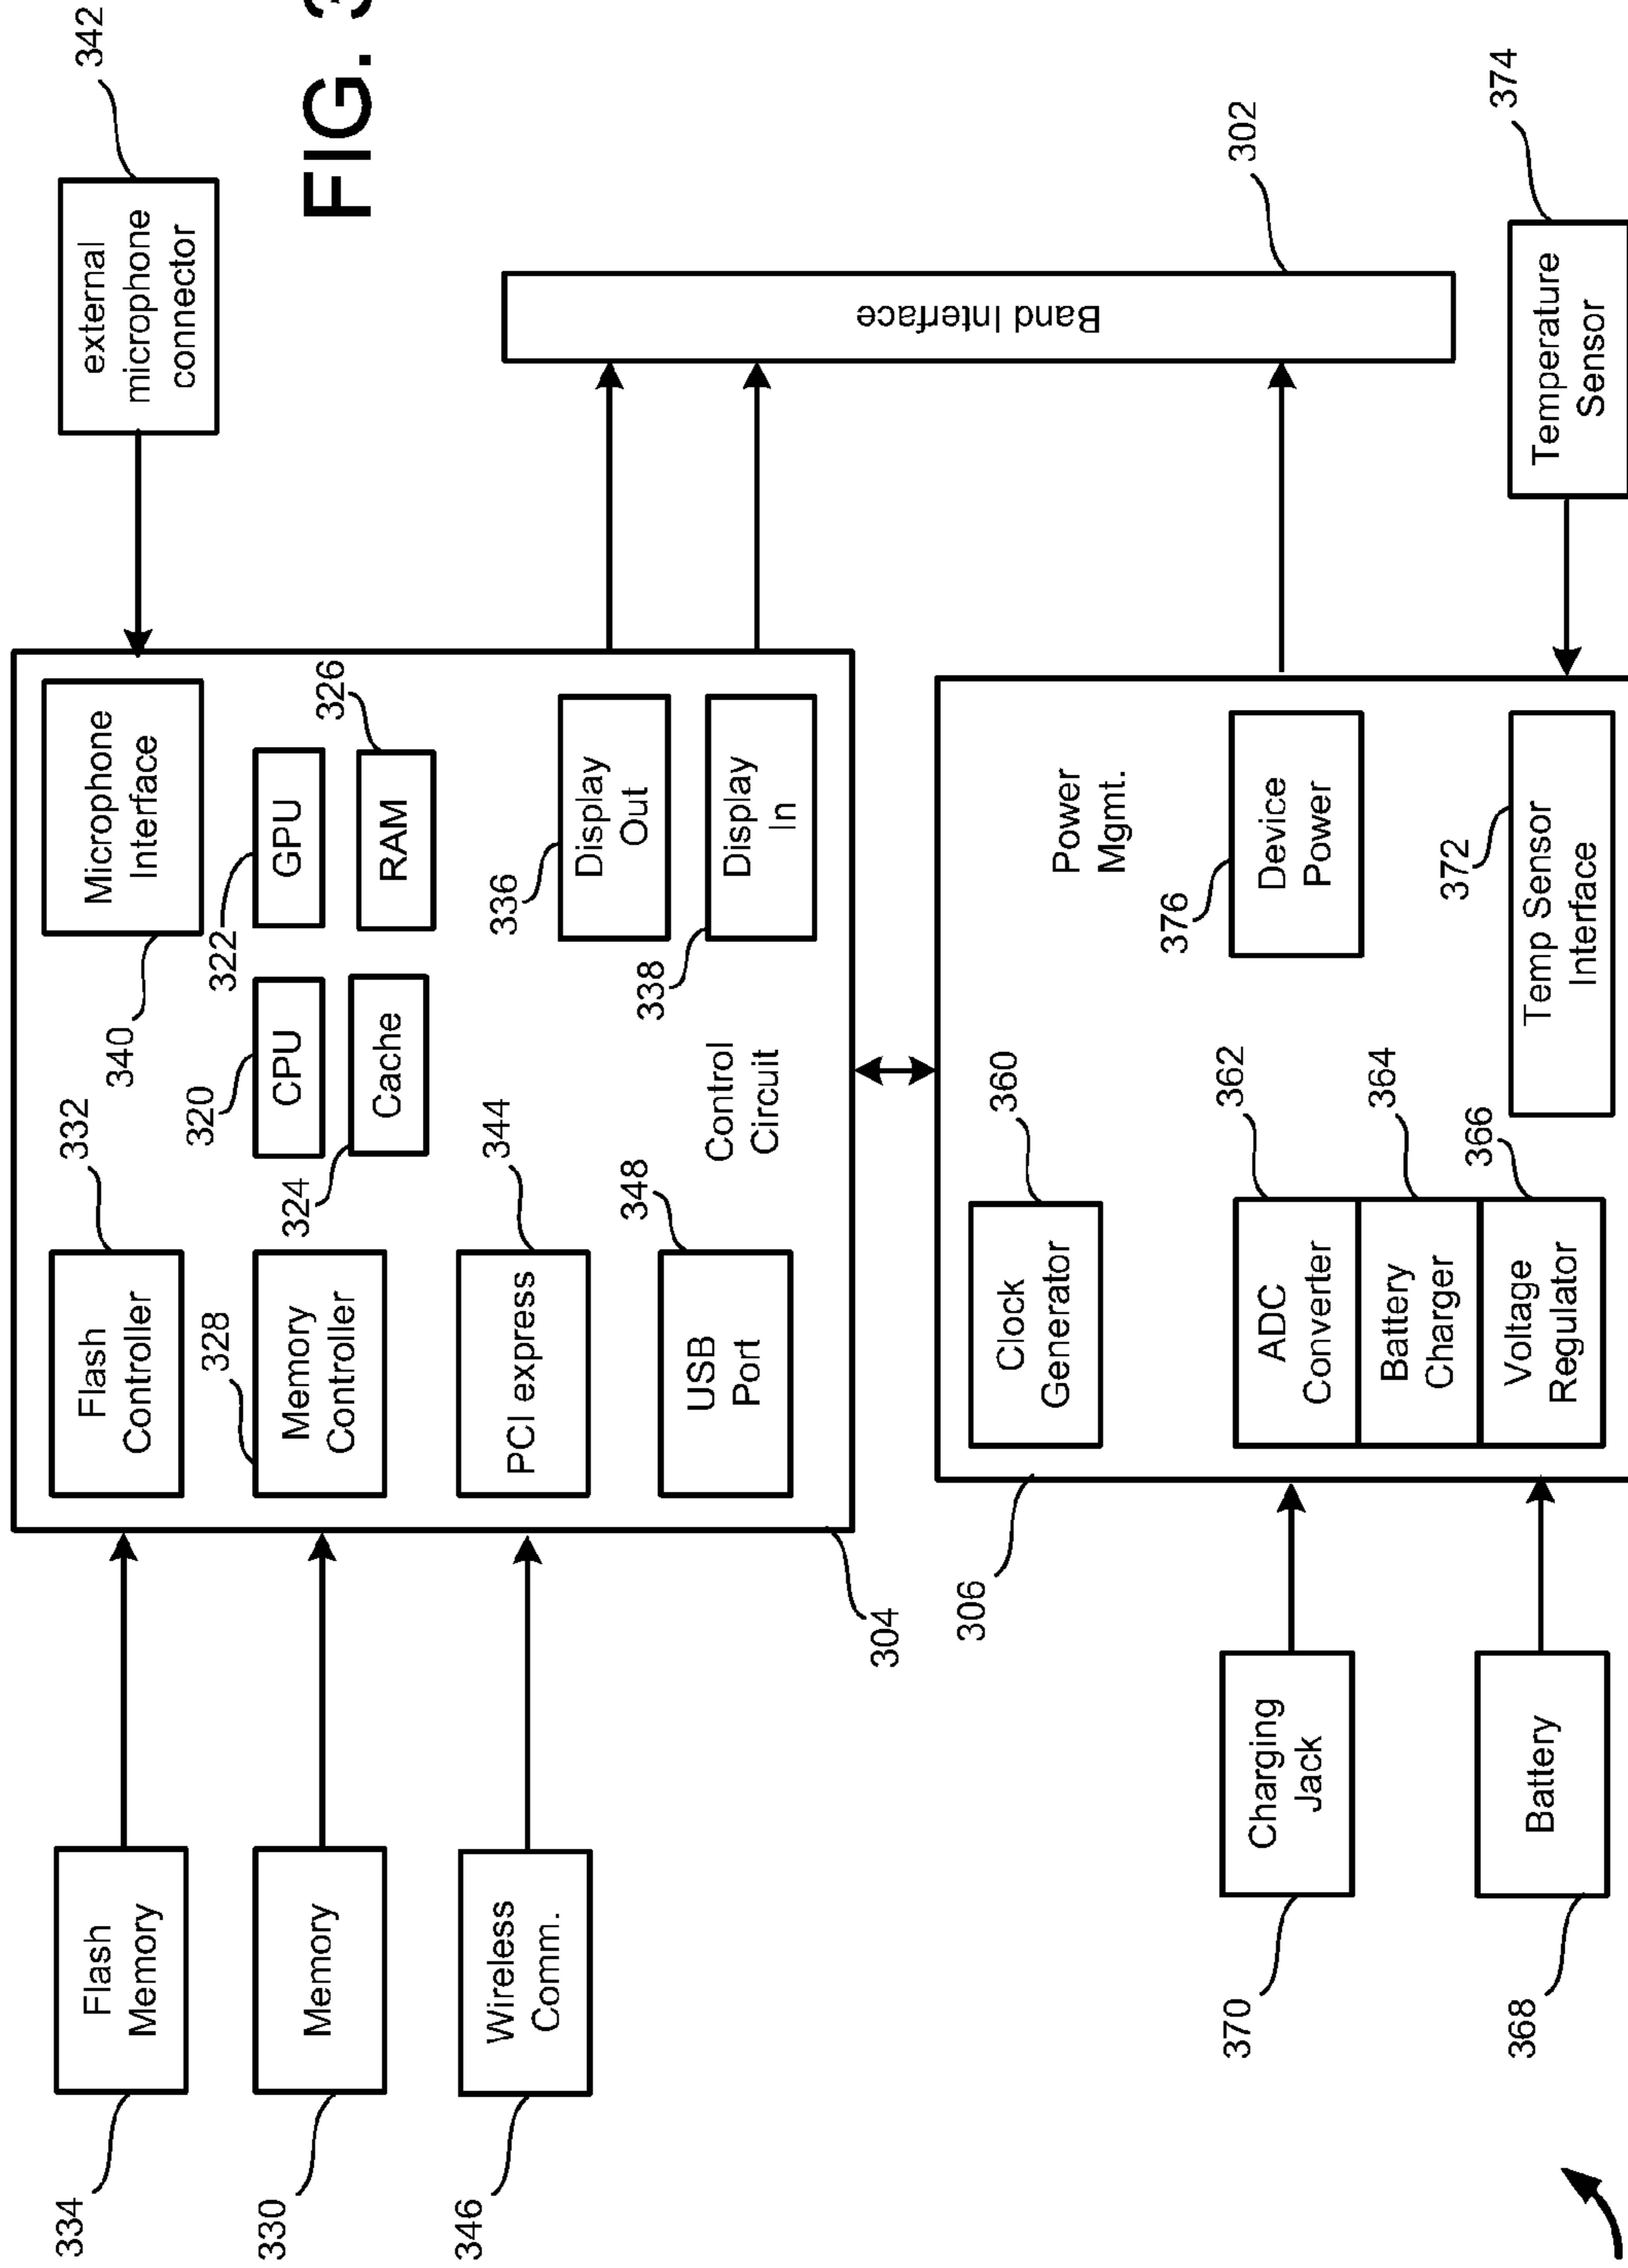 342
FIG. 3
external
microphone
connector
302
Band Interface
374
Temperature
Sensor
Microphone
Interface
340
322
GPU
326
RAM
320
CPU
324
Cache
336
Display
Out
338
Display
In
Control
Circuit
332
Flash
Controller
328
Memory
Controller
344
PCI express
348
USB
Port
304
334
Flash
Memory
330
Memory
346
Wireless
Comm.
Power
Mgmt.
376
Device
Power
372
Temp Sensor
Interface
360
Clock
Generator
362
ADC
Converter
364
Battery
Charger
366
Voltage
Regulator
306
370
Charging
Jack
368
Battery